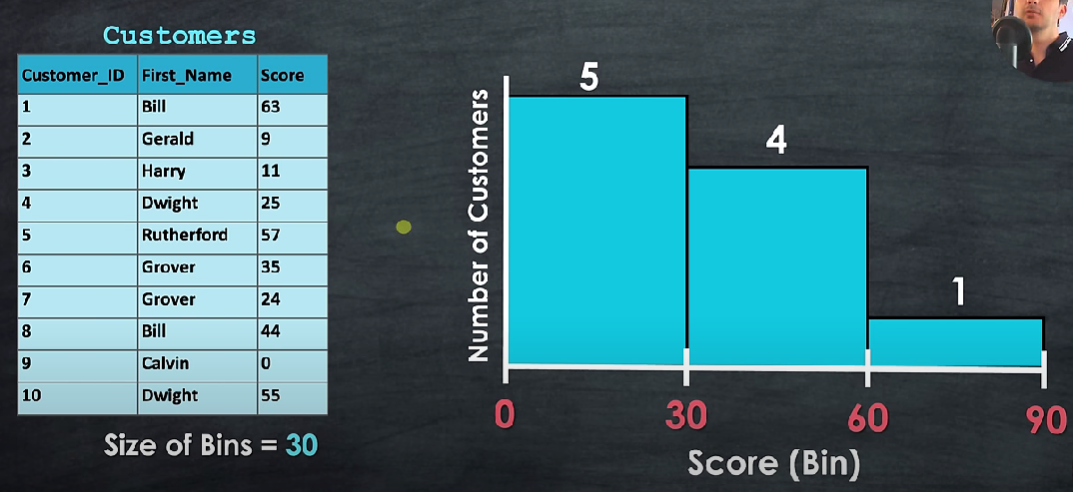 Customers
Customer_ID First_Name Score
1 Bill 63
2 Gerald 9
3 Harry 11
4 Dwight 25
5 Rutherford 57
6 Grover 35
7 Grover 24
8 Bill 44
9 Calvin 0
10 Dwight 55
Size of Bins = 30
Number of Customers
5
4
1
0 30 60 90
Score (Bin)